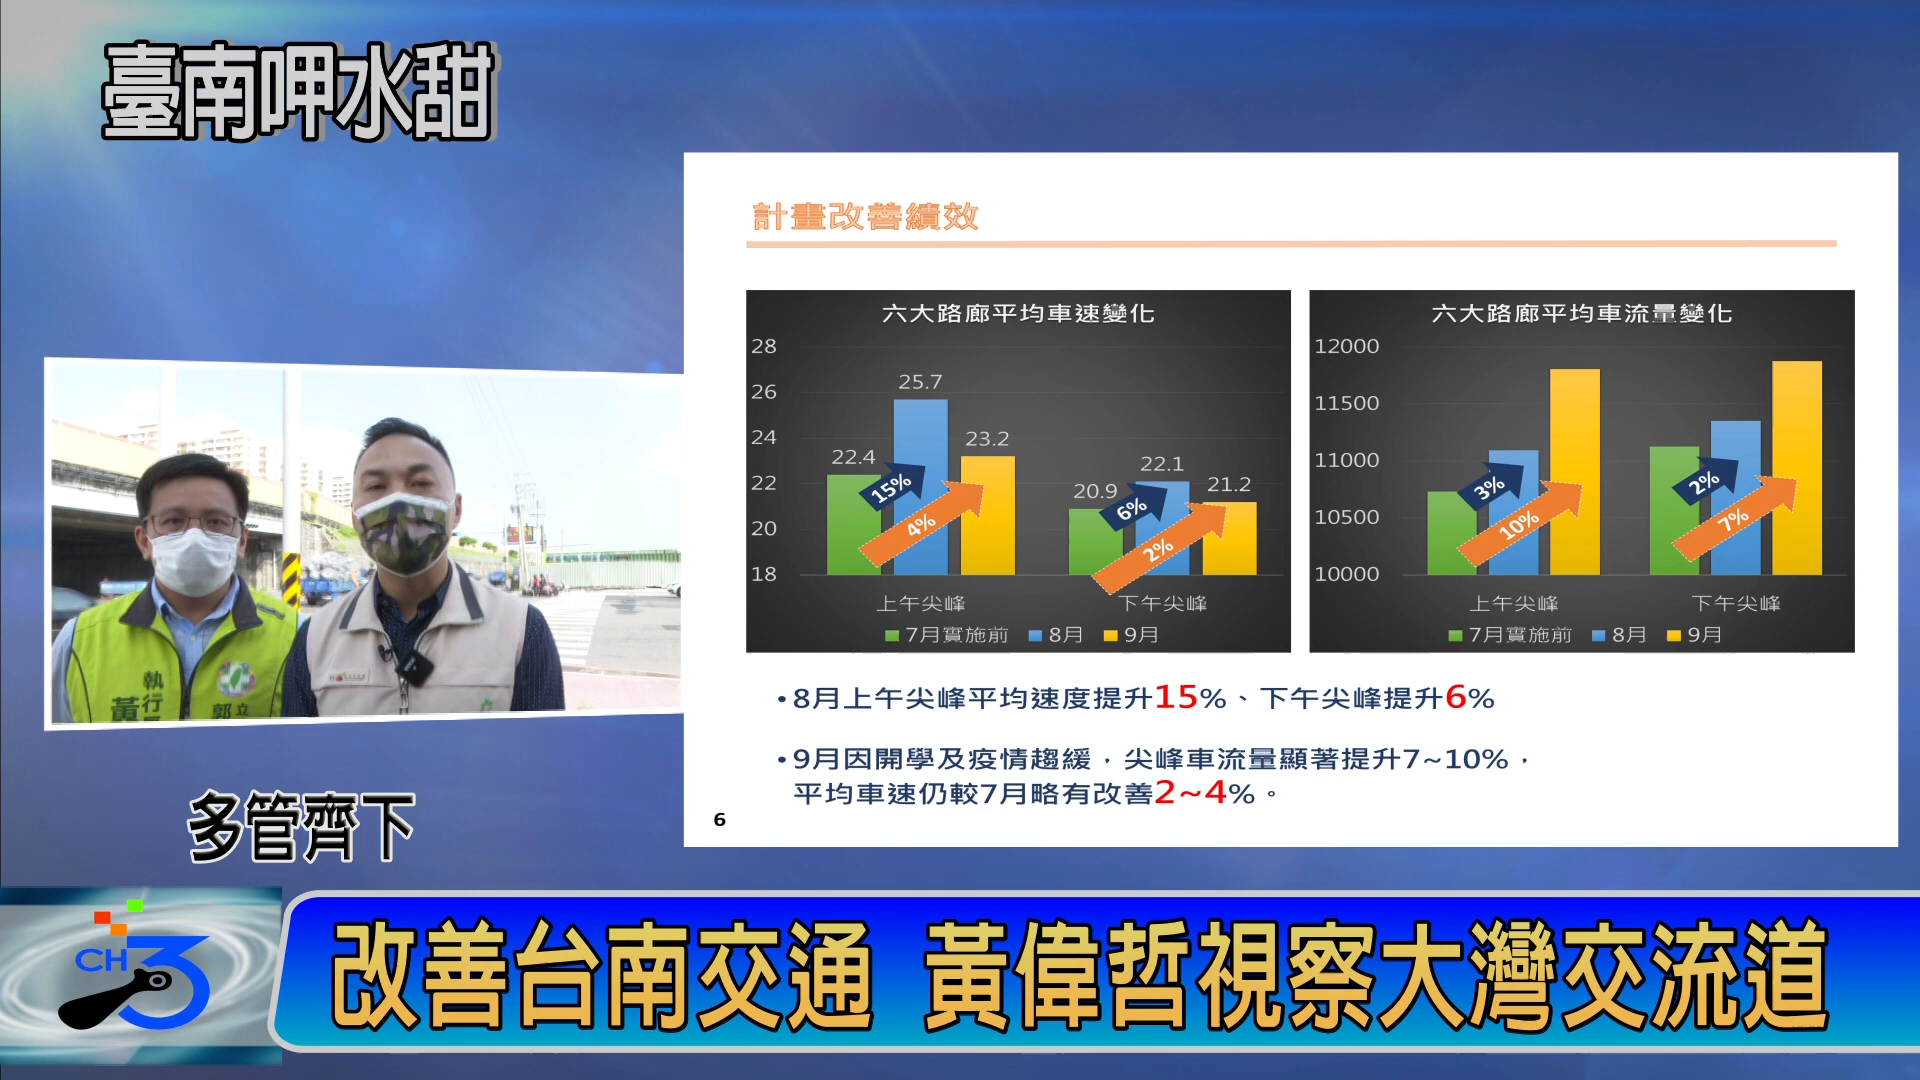 臺南呷水甜
計畫改善績效
六大路廊平均車速變化
28
26
24
22
20
18
22.4
25.7
23.2
15%
4%
20.9
22.1
21.2
6%
2%
上午尖峰
下午尖峰
7月實施前
8月
9月
六大路廊平均車流量變化
12000
11500
11000
10500
10000
3%
10%
2%
7%
上午尖峰
下午尖峰
7月實施前
8月
9月
•8月上午尖峰平均速度提升15%、下午尖峰提升6%
•9月因開學及疫情趨緩，尖峰車流量顯著提升7~10%，
平均車速仍較7月略有改善2~4%。
6
執行
黃
郭立
多管齊下
CH3
改善台南交通 黃偉哲視察大灣交流道